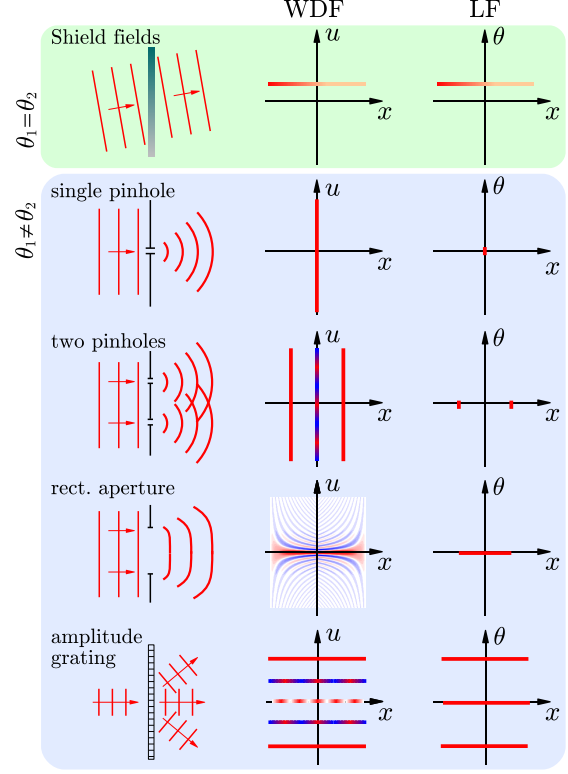 WDF LF
Shield fields
u θ
x x
θ₁=θ₂
single pinhole
u θ
x x
θ₁≠θ₂
two pinholes
u θ
x x
rect. aperture
u θ
x x
amplitude
grating
u θ
x x